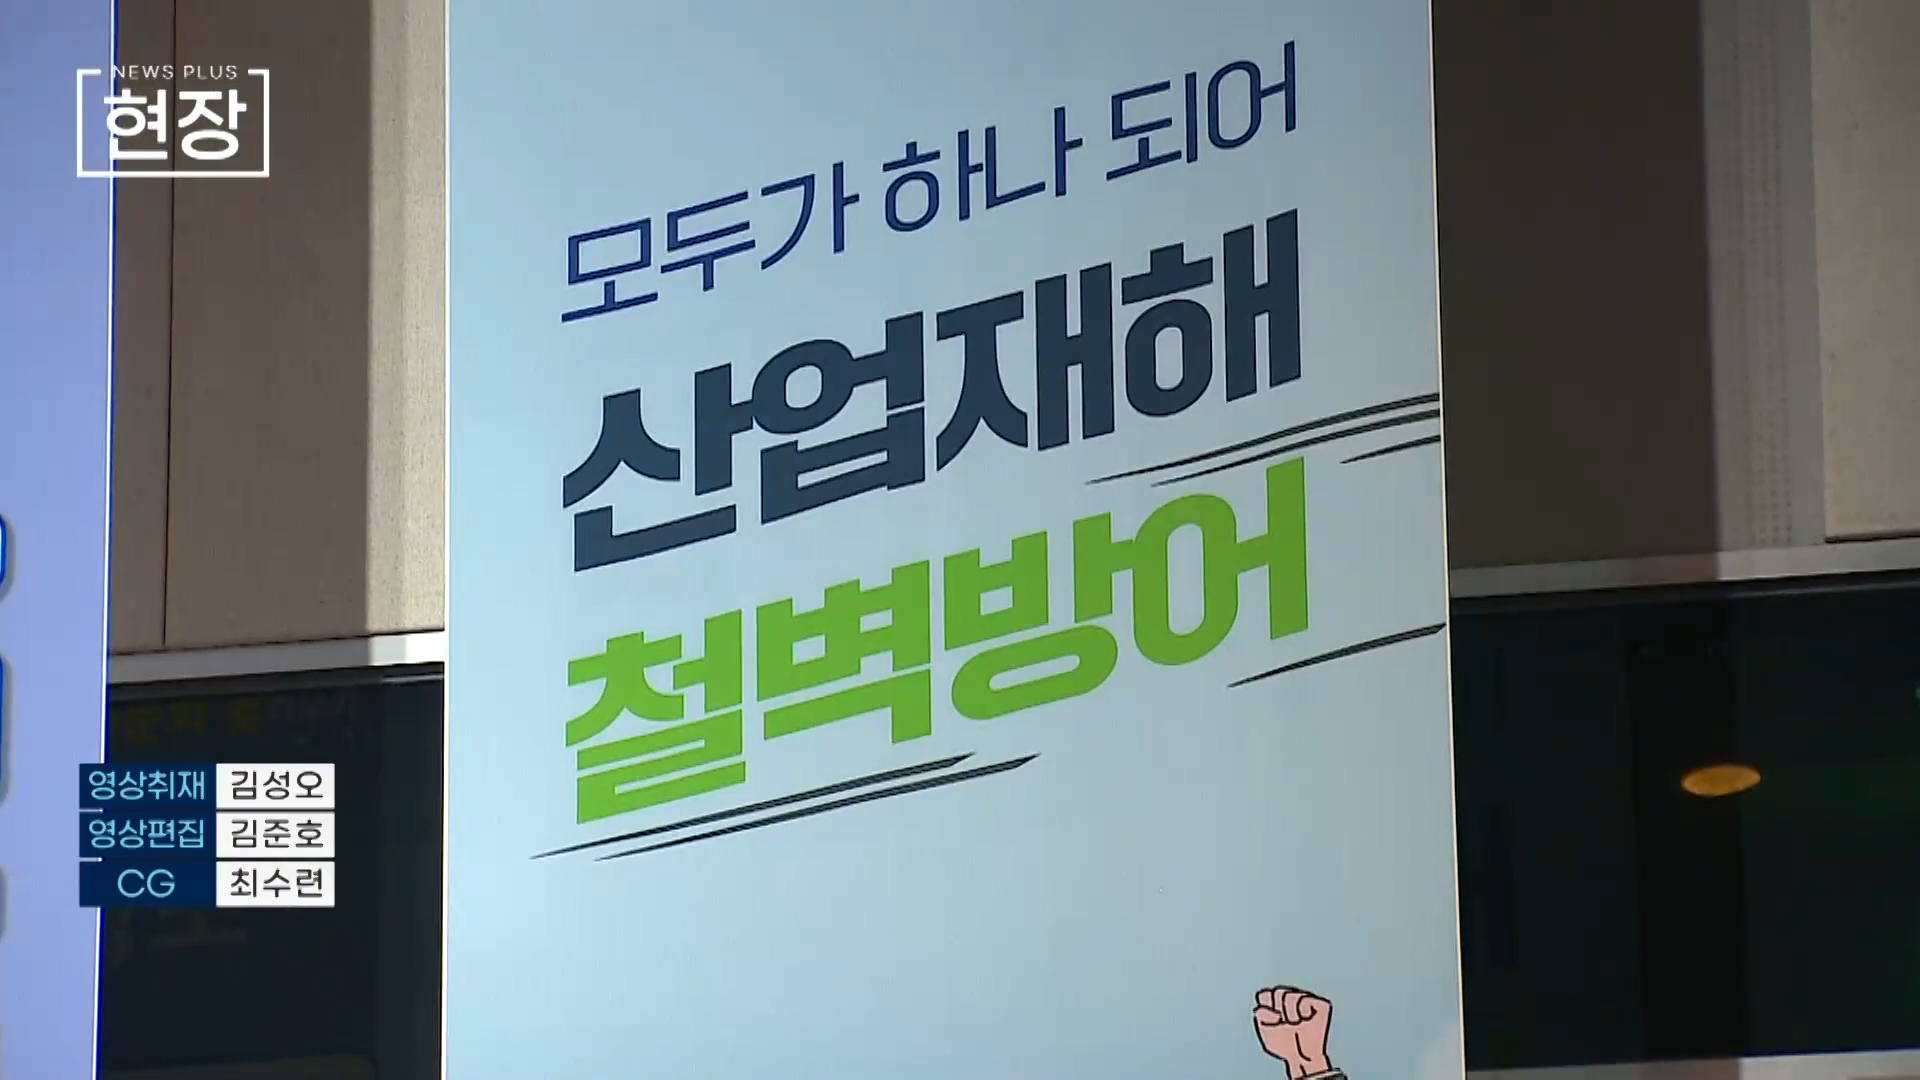 NEWS PLUS
현장
모두가 하나 되어
산업재해
철벽방어
영상취재 김성오
영상편집 김준호
CG 최수련